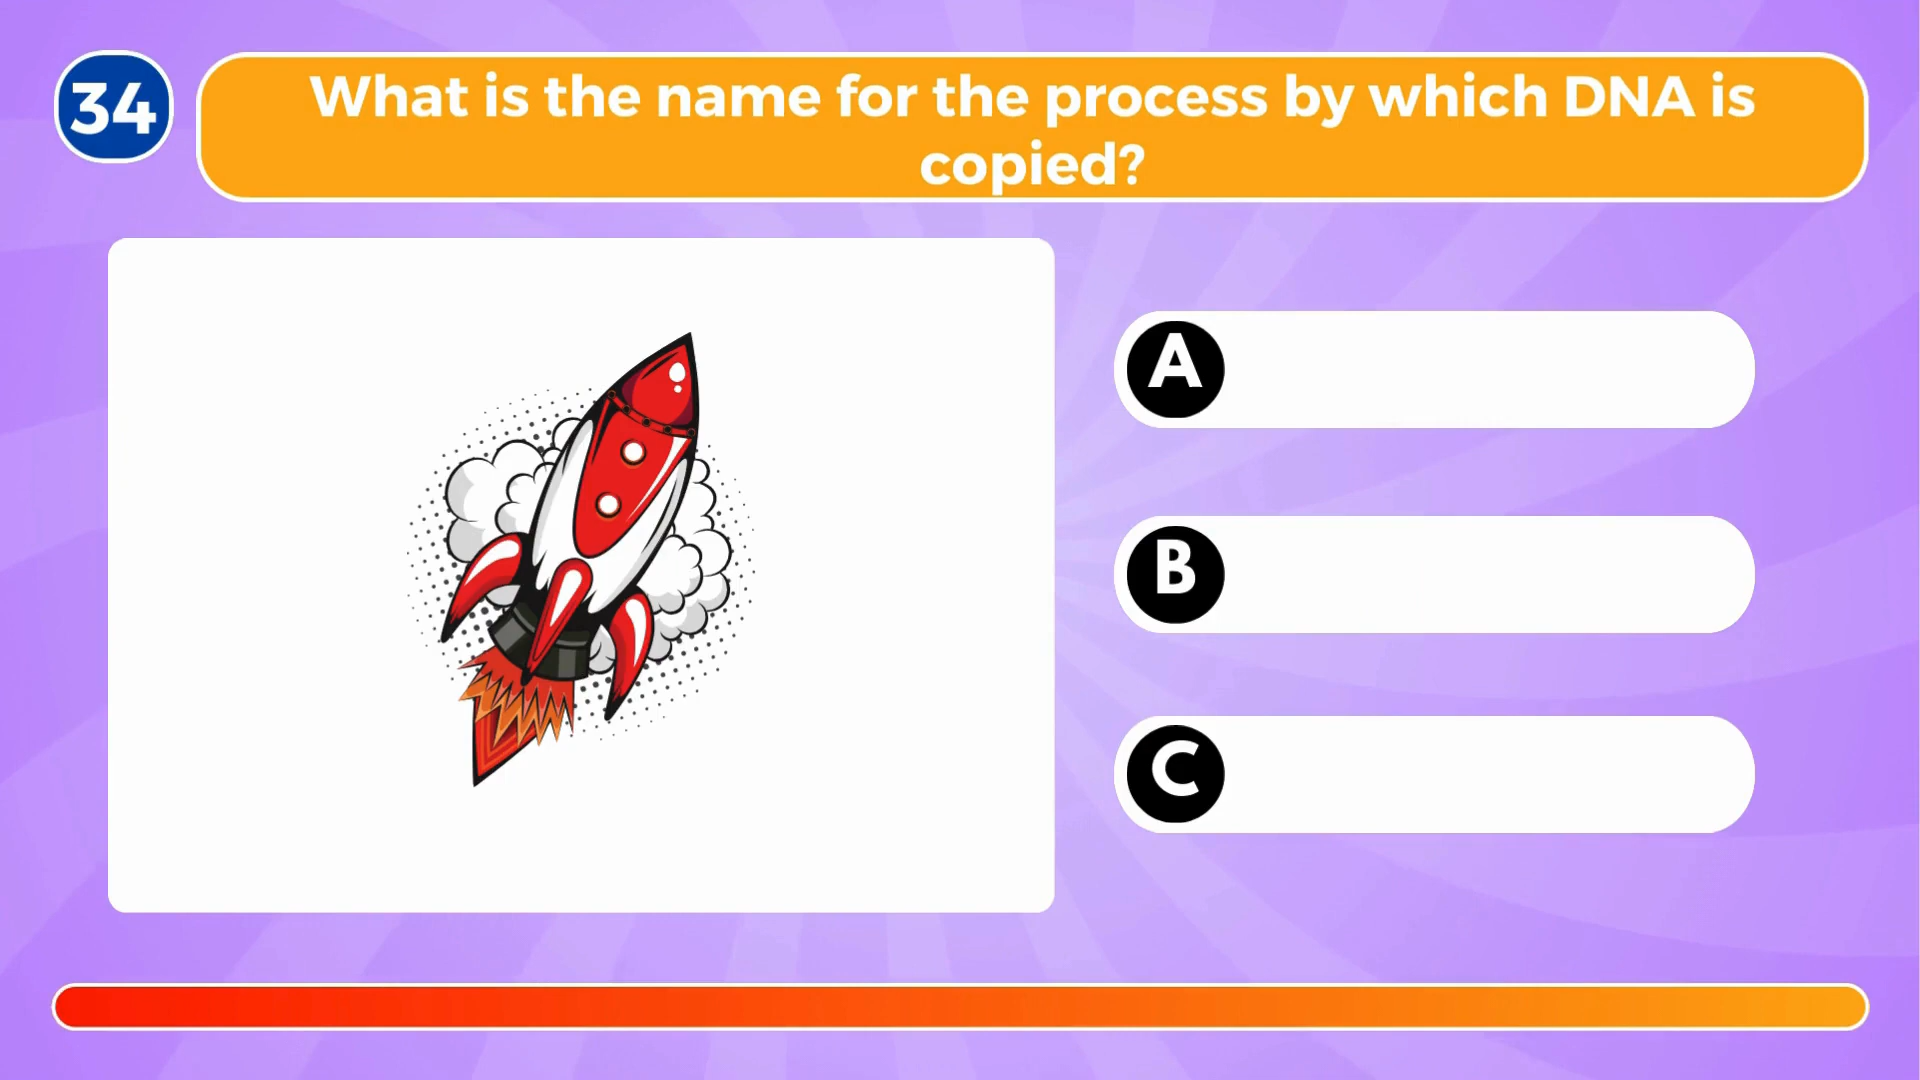 34
What is the name for the process by which DNA is
copied?
A
B
C